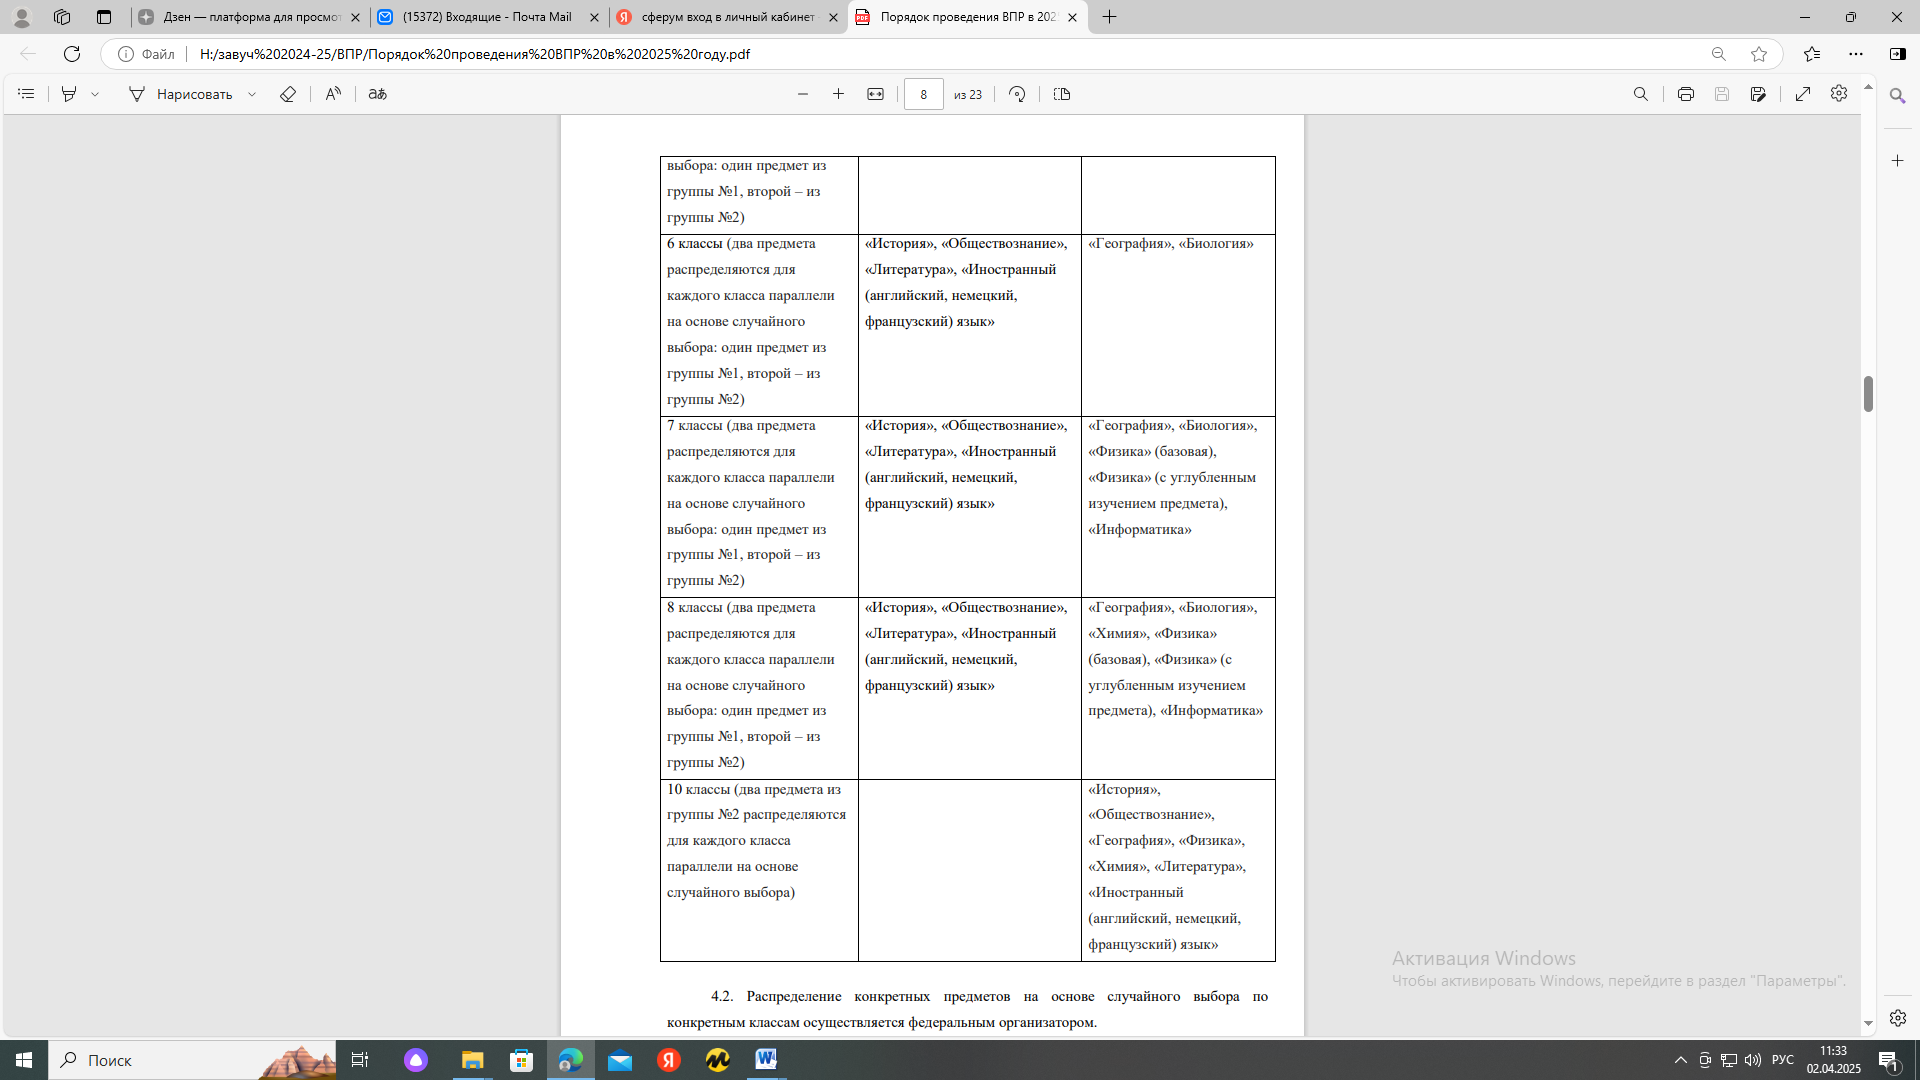 Дзен — платформа для просмот
(15372) Входящие - Почта Mail
сферум вход в личный кабинет
Порядок проведения ВПР в 202
Файл
H:/завуч%202024-25/ВПР/Порядок%20проведения%20ВПР%20в%202025%20году.pdf
Нарисовать
8
из 23
выбора: один предмет из
группы №1, второй – из
группы №2)
6 классы (два предмета
распределяются для
каждого класса параллели
на основе случайного
выбора: один предмет из
группы №1, второй – из
группы №2)
«История», «Обществознание»,
«Литература», «Иностранный
(английский, немецкий,
французский) язык»
«География», «Биология»
7 классы (два предмета
распределяются для
каждого класса параллели
на основе случайного
выбора: один предмет из
группы №1, второй – из
группы №2)
«История», «Обществознание»,
«Литература», «Иностранный
(английский, немецкий,
французский) язык»
«География», «Биология»,
«Физика» (базовая),
«Физика» (с углубленным
изучением предмета),
«Информатика»
8 классы (два предмета
распределяются для
каждого класса параллели
на основе случайного
выбора: один предмет из
группы №1, второй – из
группы №2)
«История», «Обществознание»,
«Литература», «Иностранный
(английский, немецкий,
французский) язык»
«География», «Биология»,
«Химия», «Физика»
(базовая), «Физика» (с
углубленным изучением
предмета), «Информатика»
10 классы (два предмета из
группы №2 распределяются
для каждого класса
параллели на основе
случайного выбора)
«История»,
«Обществознание»,
«География», «Физика»,
«Химия», «Литература»,
«Иностранный
(английский, немецкий,
французский) язык»
4.2. Распределение конкретных предметов на основе случайного выбора по
конкретным классам осуществляется федеральным организатором.
Активация Windows
Чтобы активировать Windows, перейдите в раздел "Параметры".
Поиск
РУС
11:33
02.04.2025
1